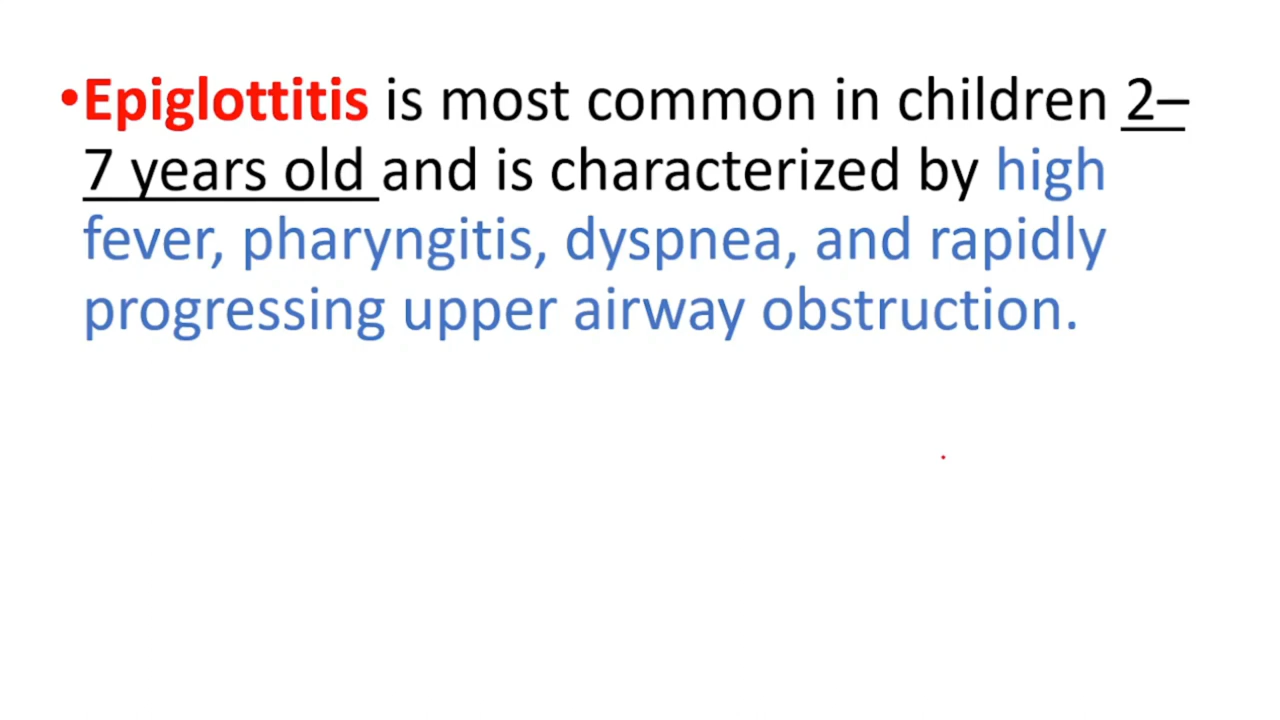 •Epiglottitis is most common in children 2–
7 years old and is characterized by high
fever, pharyngitis, dyspnea, and rapidly
progressing upper airway obstruction.